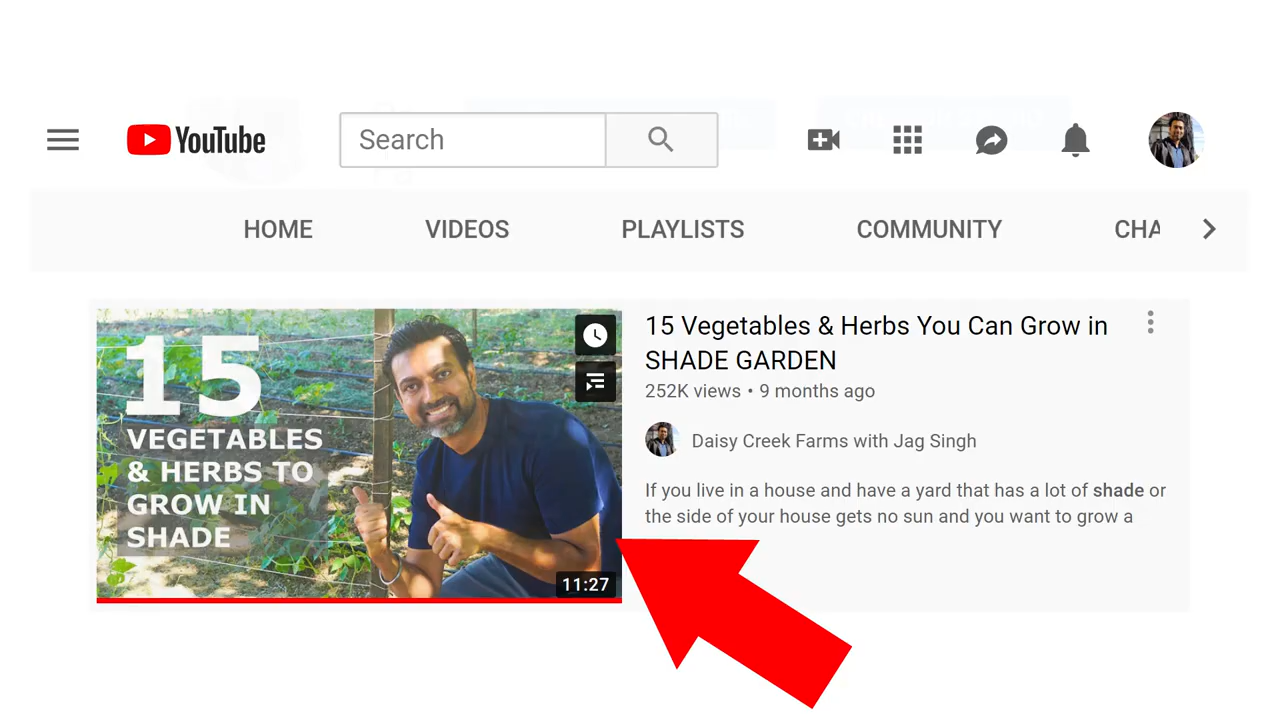 YouTube
Search
HOME VIDEOS PLAYLISTS COMMUNITY CHA
15
VEGETABLES
& HERBS TO
GROW IN
SHADE
11:27
15 Vegetables & Herbs You Can Grow in
SHADE GARDEN
252K views • 9 months ago
Daisy Creek Farms with Jag Singh
If you live in a house and have a yard that has a lot of shade or
the side of your house gets no sun and you want to grow a